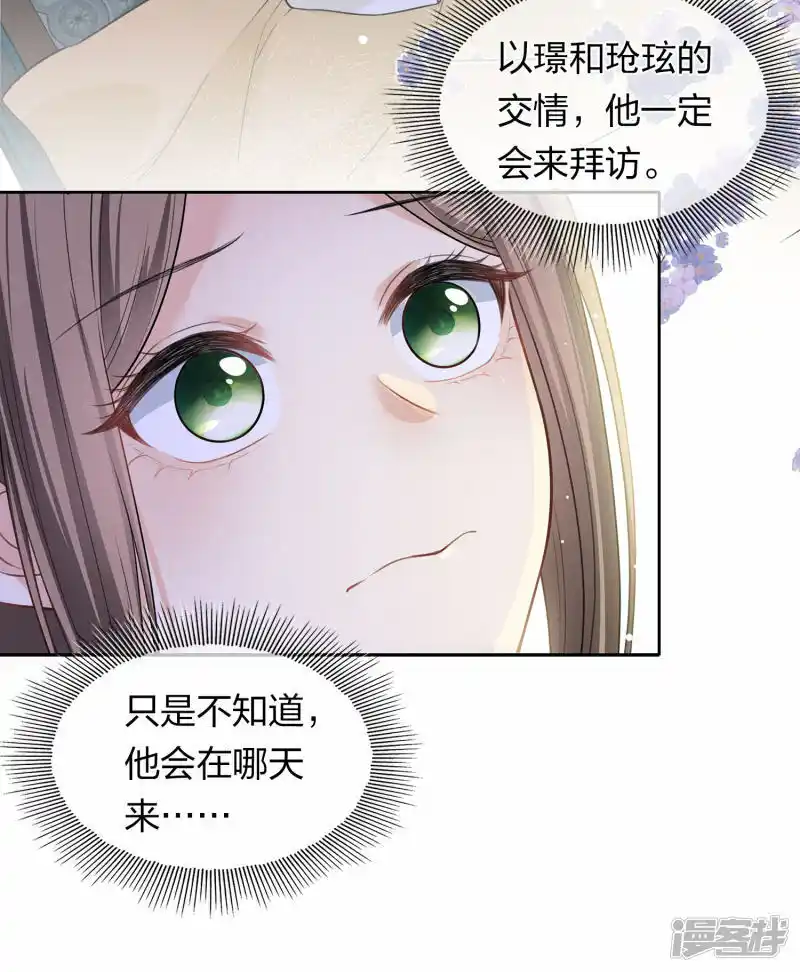 以璟和玱玹的
交情，他一定
会来拜访。
只是不知道，
他会在哪天
来……
漫客栈